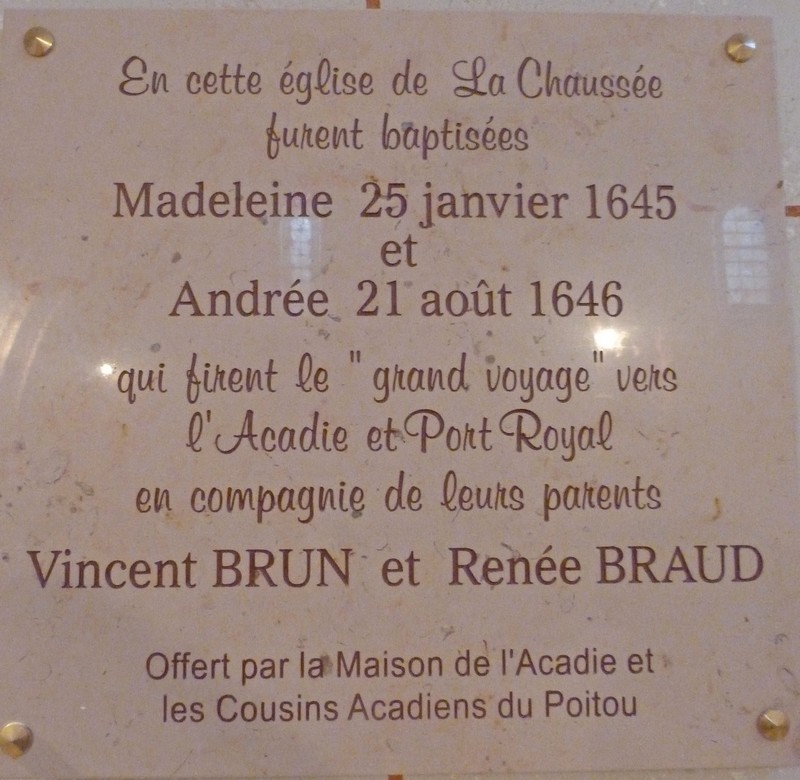 En cette église de La Chaussée
furent baptisées
Madeleine 25 janvier 1645
et
Andrée 21 août 1646
qui firent le " grand voyage" vers
l'Acadie et Port Royal
en compagnie de leurs parents
Vincent BRUN et Renée BRAUD
Offert par la Maison de l'Acadie et
les Cousins Acadiens du Poitou